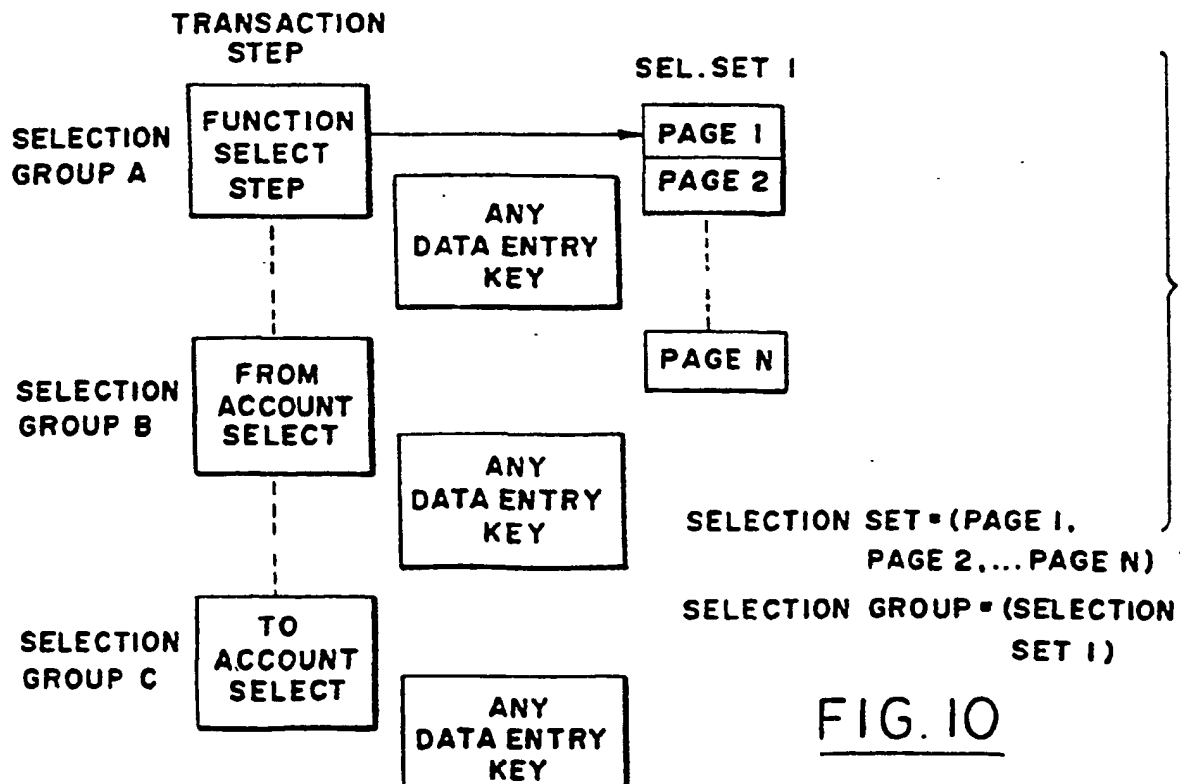 TRANSACTION
STEP
SEL. SET 1
SELECTION
GROUP A
FUNCTION
SELECT
STEP
PAGE 1
PAGE 2
ANY
DATA ENTRY
KEY
PAGE N
SELECTION
GROUP B
FROM
ACCOUNT
SELECT
ANY
DATA ENTRY
KEY
SELECTION SET = (PAGE 1,
PAGE 2,... PAGE N)
SELECTION GROUP = (SELECTION
SET 1)
SELECTION
GROUP C
TO
ACCOUNT
SELECT
ANY
DATA ENTRY
KEY
FIG. 10